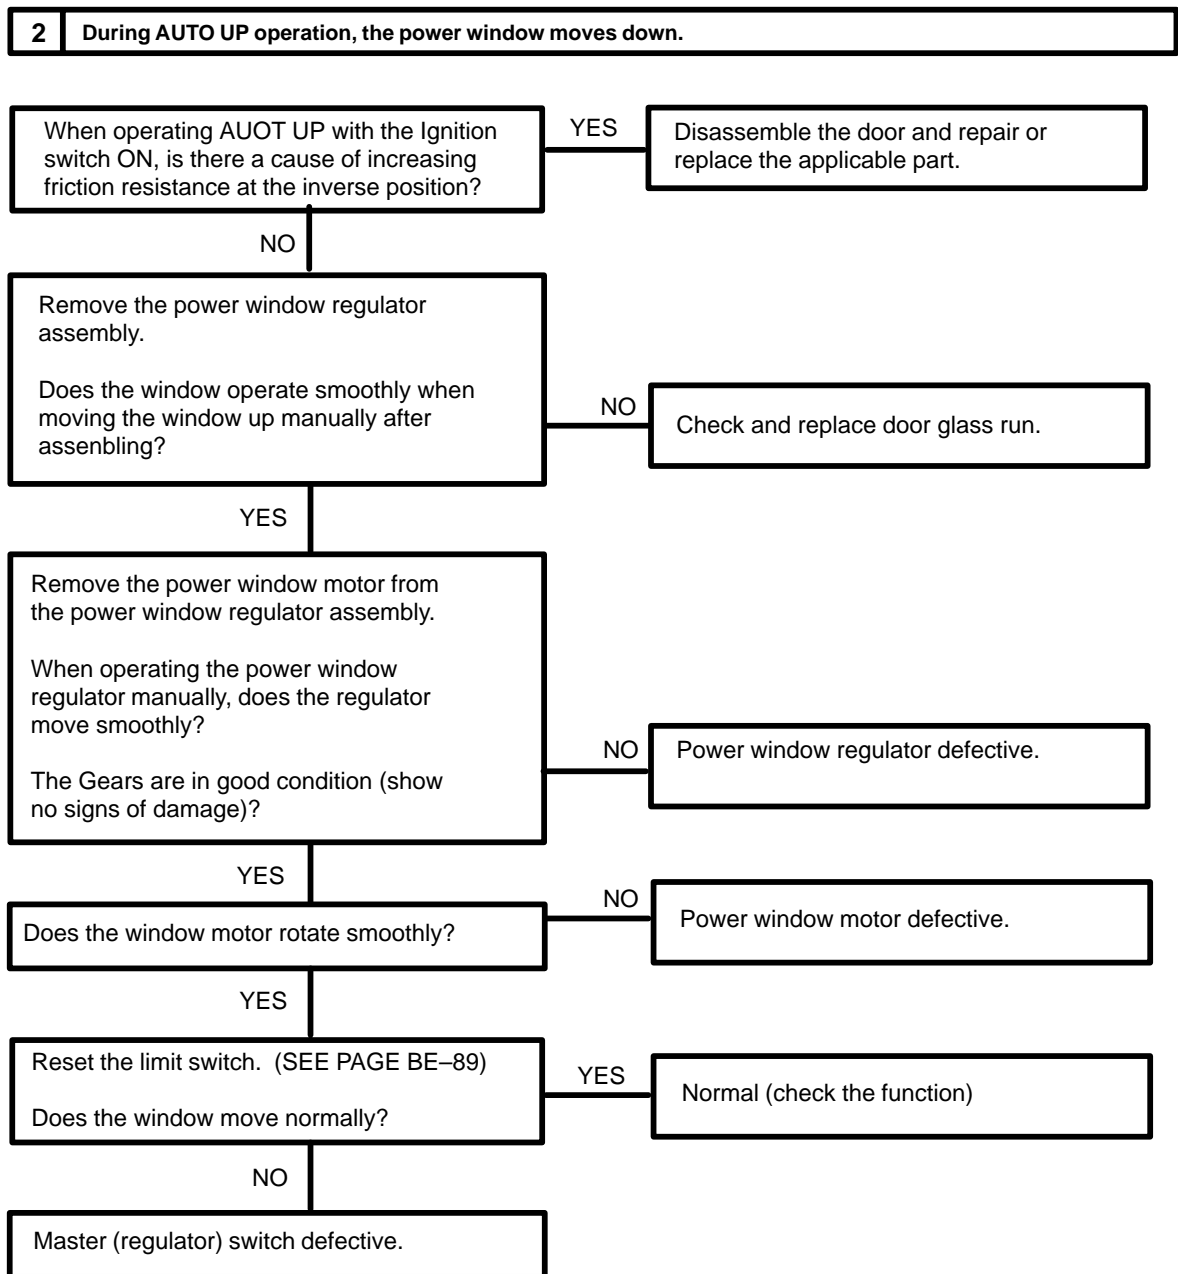 2
During AUTO UP operation, the power window moves down.
When operating AUOT UP with the Ignition
switch ON, is there a cause of increasing
friction resistance at the inverse position?
YES
Disassemble the door and repair or
replace the applicable part.
NO
Remove the power window regulator
assembly.
Does the window operate smoothly when
moving the window up manually after
assenbling?
NO
Check and replace door glass run.
YES
Remove the power window motor from
the power window regulator assembly.
When operating the power window
regulator manually, does the regulator
move smoothly?
The Gears are in good condition (show
no signs of damage)?
NO
Power window regulator defective.
YES
Does the window motor rotate smoothly?
NO
Power window motor defective.
YES
Reset the limit switch. (SEE PAGE BE–89)
Does the window move normally?
YES
Normal (check the function)
NO
Master (regulator) switch defective.